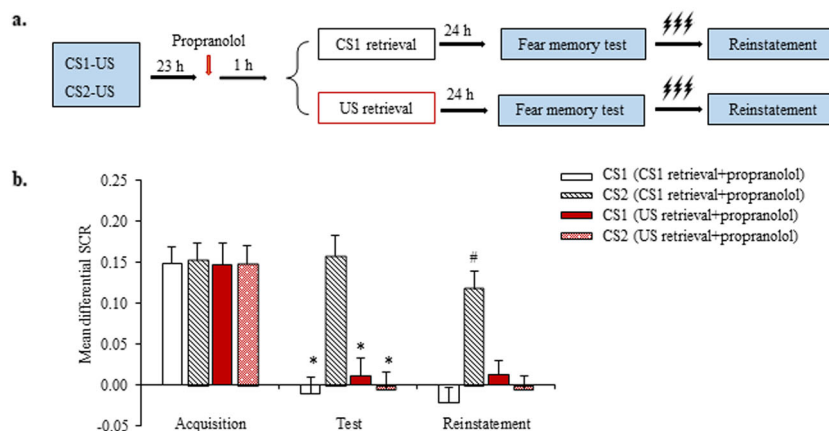 a.
Propranolol
CS1-US
CS2-US
23 h
1 h
CS1 retrieval
24 h
Fear memory test
Reinstatement
US retrieval
24 h
Fear memory test
Reinstatement
b.
CS1 (CS1 retrieval+propranolol)
CS2 (CS1 retrieval+propranolol)
CS1 (US retrieval+propranolol)
CS2 (US retrieval+propranolol)
Mean differential SCR
0.25
0.20
0.15
0.10
0.05
0.00
-0.05
* * *
#
Acquisition
Test
Reinstatement